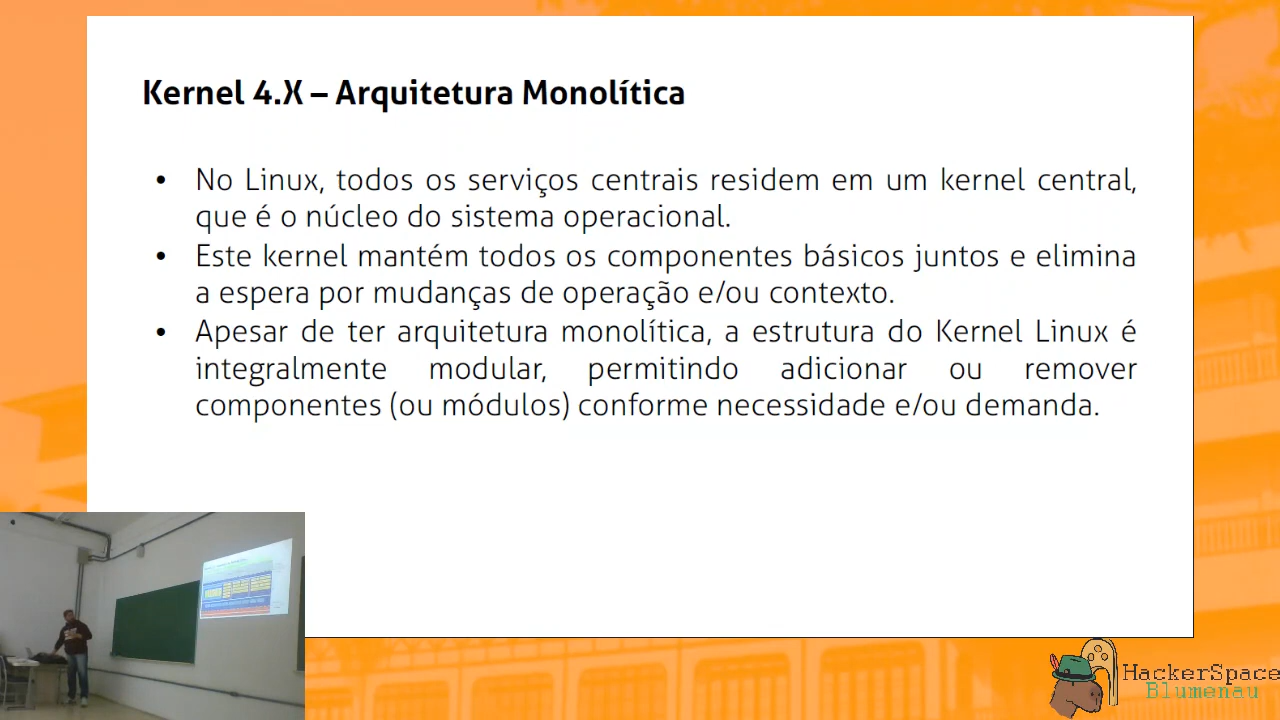 Kernel 4.X – Arquitetura Monolítica
• No Linux, todos os serviços centrais residem em um kernel central,
que é o núcleo do sistema operacional.
• Este kernel mantém todos os componentes básicos juntos e elimina
a espera por mudanças de operação e/ou contexto.
• Apesar de ter arquitetura monolítica, a estrutura do Kernel Linux é
integralmente modular, permitindo adicionar ou remover
componentes (ou módulos) conforme necessidade e/ou demanda.
HackerSpace
Blumenau